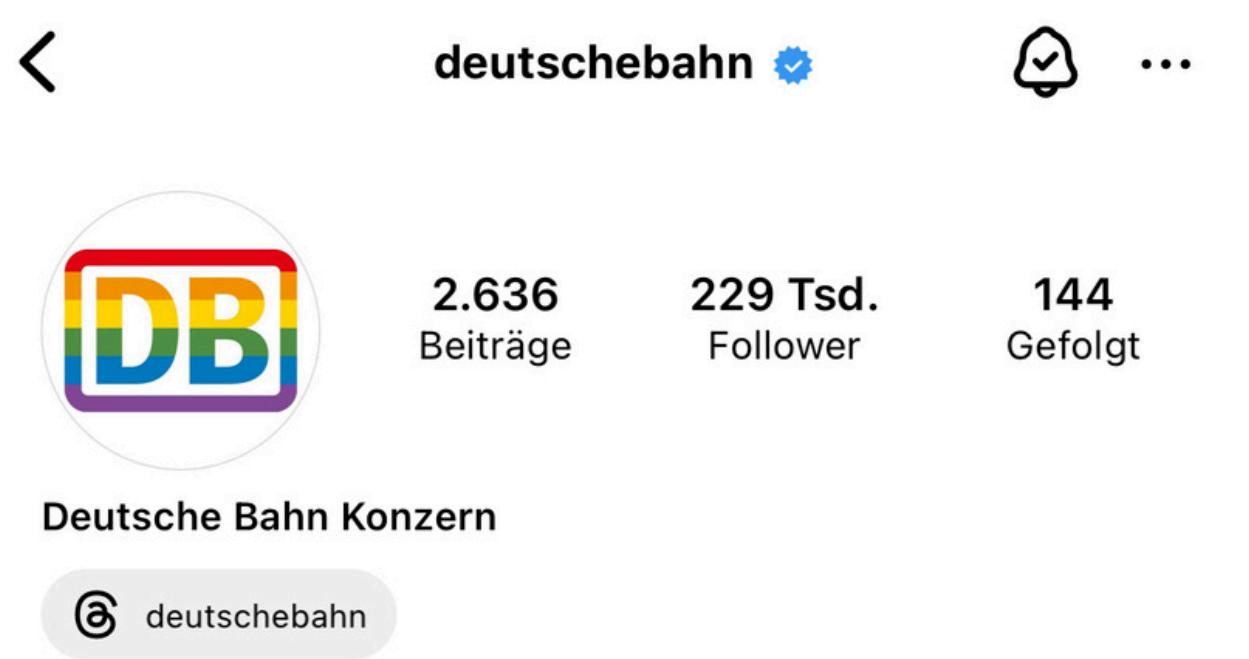 deutschebahn
DB
2.636 229 Tsd. 144
Beiträge Follower Gefolgt
Deutsche Bahn Konzern
deutschebahn